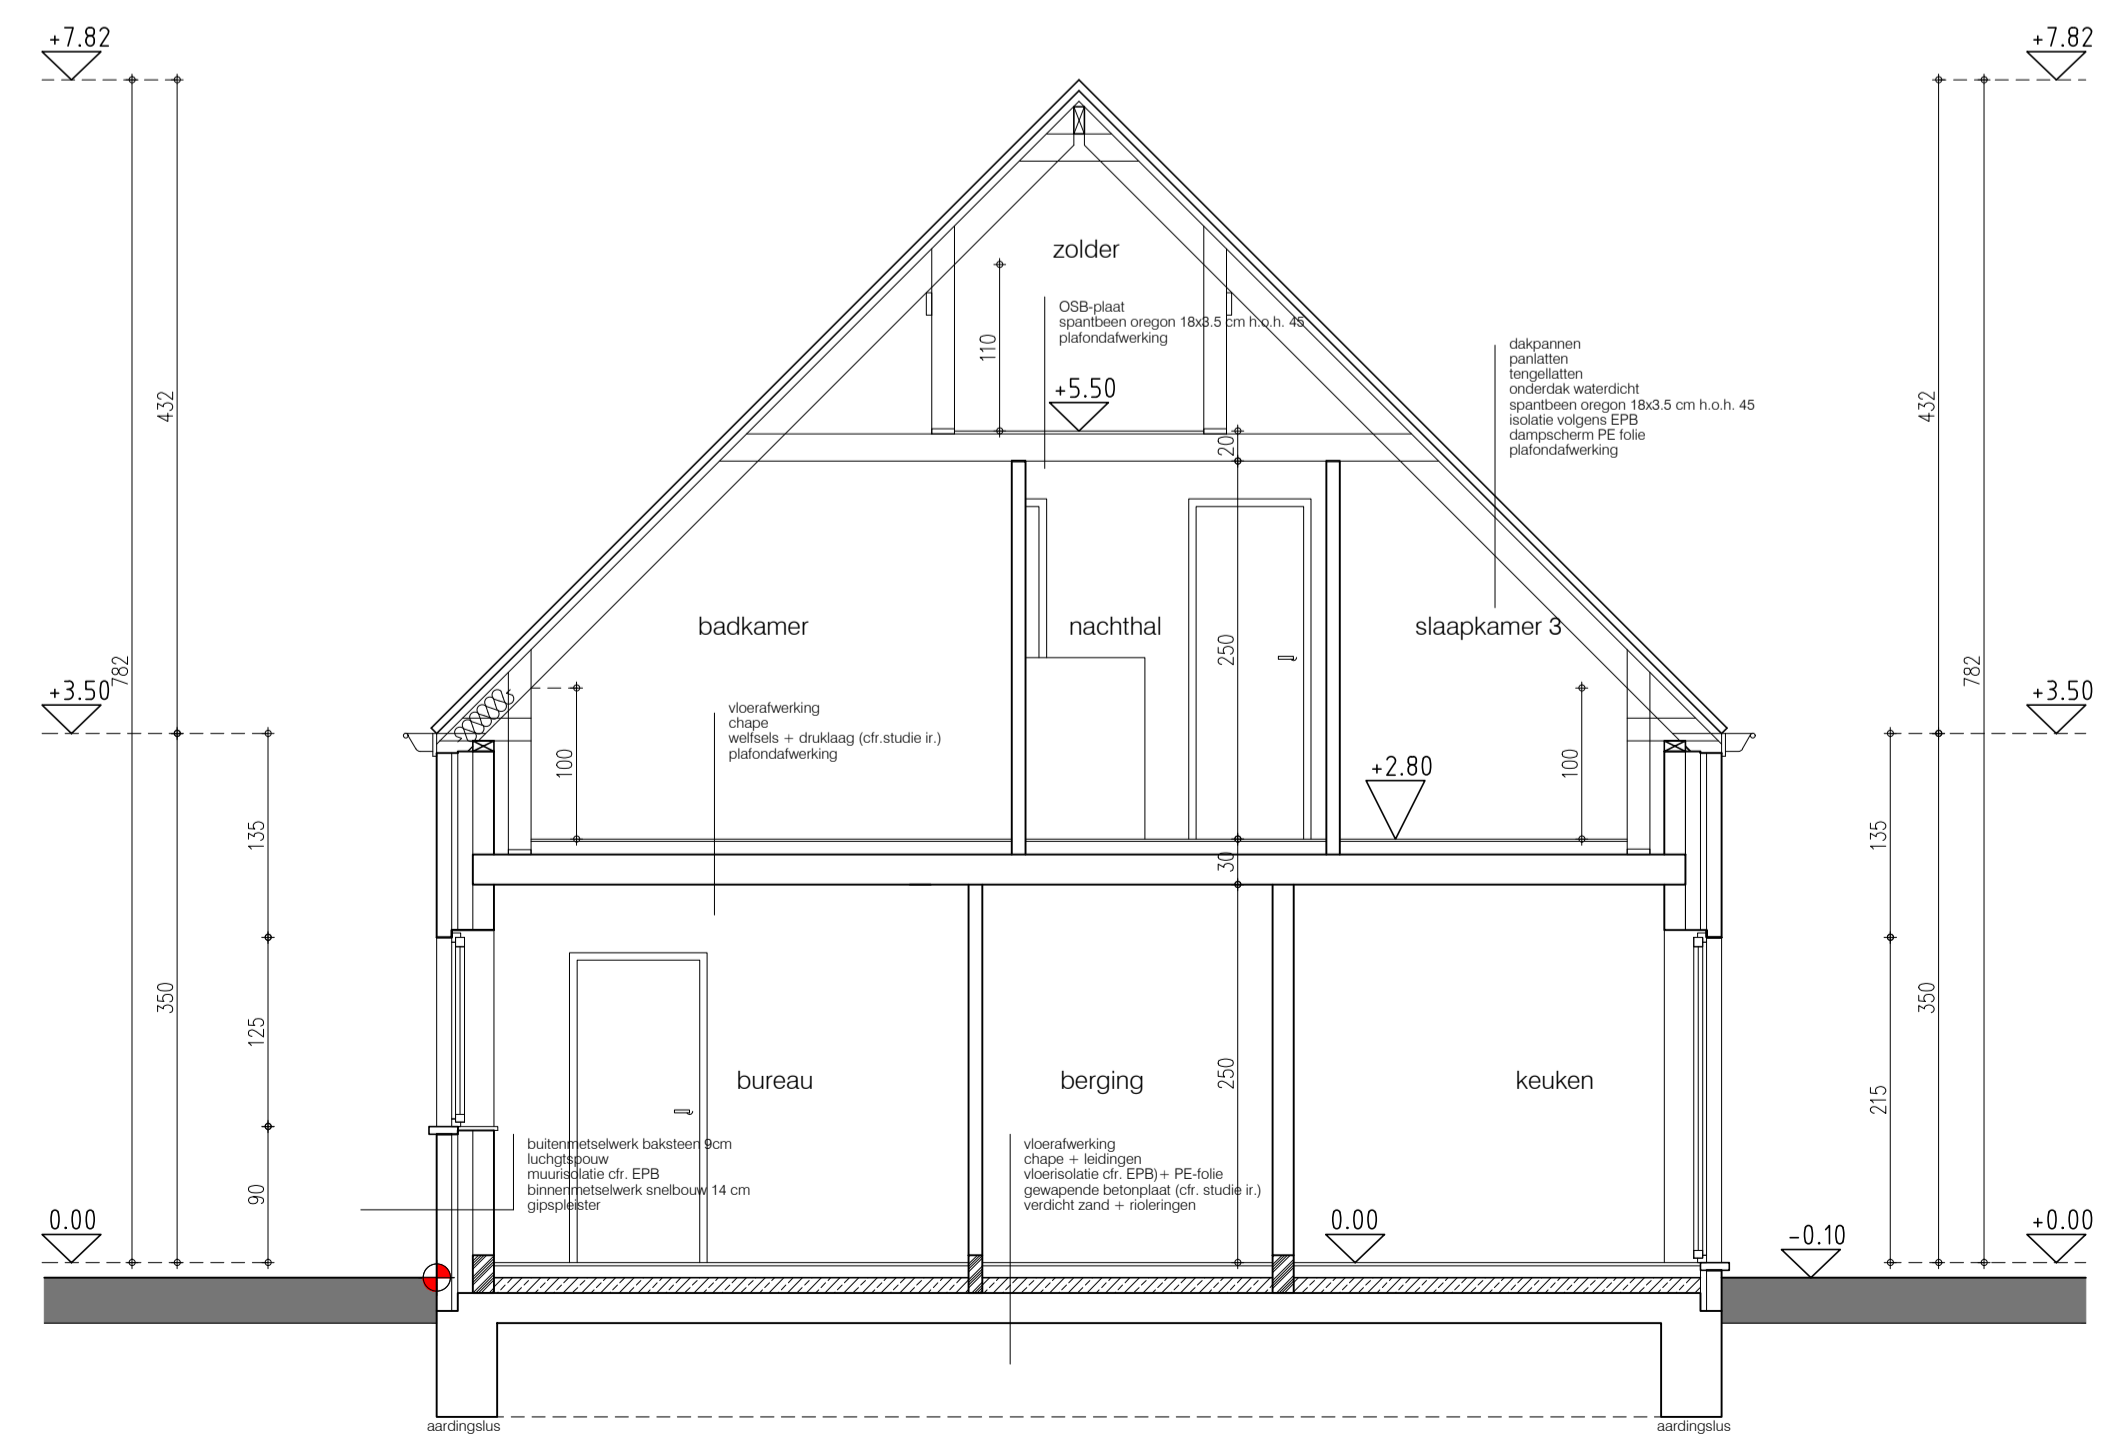 +7.82
+7.82
zolder
OSB-plaat
spantbeen oregon 18x3.5 cm h.o.h. 45
plafondafwerking
110
+5.50
dakpannen
panlatten
tengellatten
onderdak waterdicht
spantbeen oregon 18x3.5 cm h.o.h. 45
isolatie volgens EPB
dampscherm PE folie
plafondafwerking
432
432
20
badkamer
nachthal
slaapkamer 3
250
782
782
+3.50
+3.50
vloerafwerking
chape
welfsels + druklaag (cfr.studie ir.)
plafondafwerking
100
100
+2.80
135
135
30
350
350
125
bureau
berging
keuken
250
215
buitenmetselwerk baksteen 9cm
luchgtspouw
muurisolatie cfr. EPB
binnenmetselwerk snelbouw 14 cm
gipspleister
vloerafwerking
chape + leidingen
vloerisolatie cfr. EPB)+ PE-folie
gewapende betonplaat (cfr. studie ir.)
verdicht zand + rioleringen
90
0.00
0.00
-0.10
+0.00
aardingslus
aardingslus